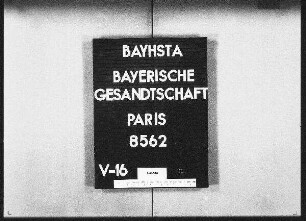 BAYHSTA
BAYERISCHE
GESANDTSCHAFT
PARIS
8562
V-16